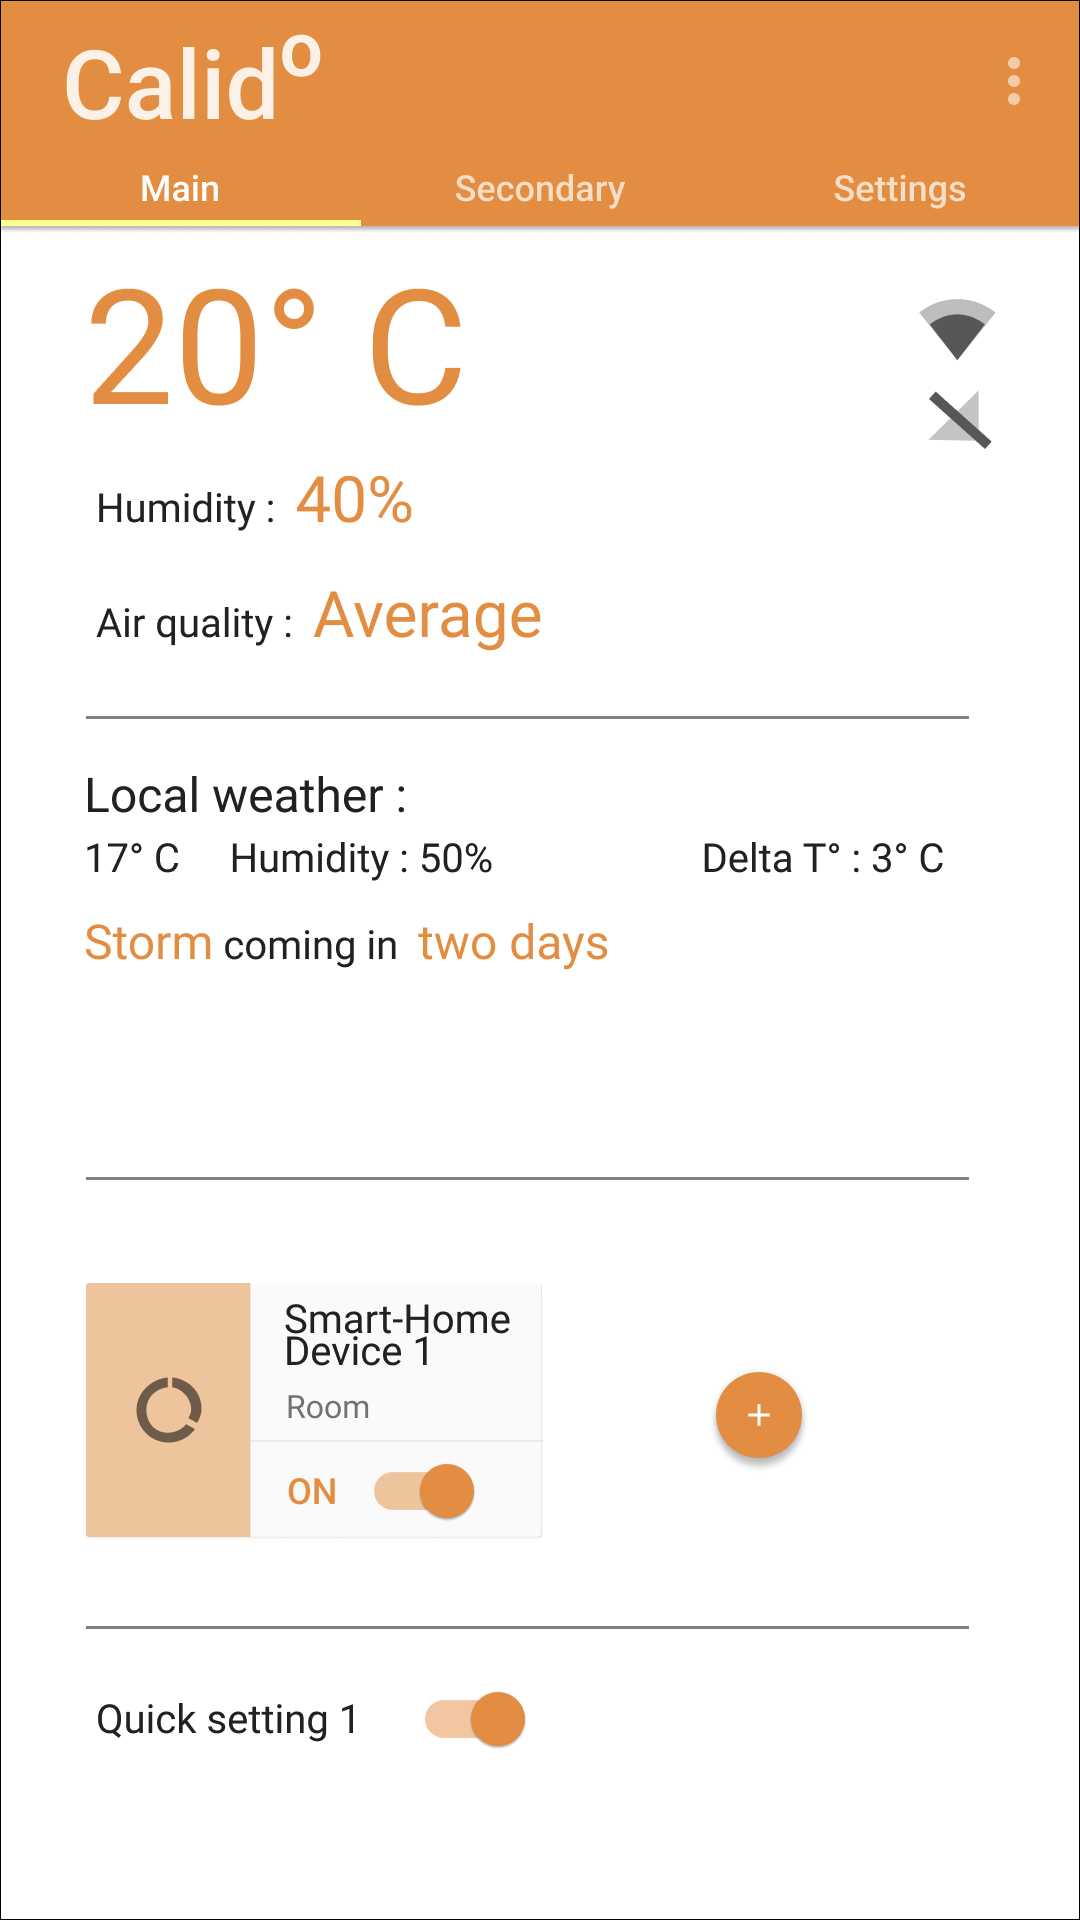 Calidº
Main Secondary Settings
20° C
Humidity : 40%
Air quality : Average
Local weather :
17° C Humidity : 50% Delta T° : 3° C
Storm coming in two days
Smart-Home
Device 1
Room
ON
+
Quick setting 1